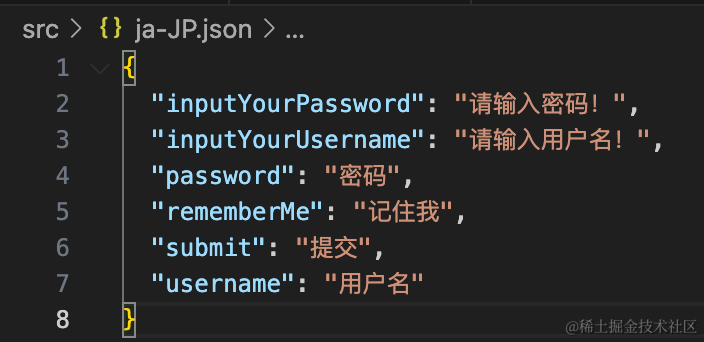 src > {} ja-JP.json > ...
1 {
2 "inputYourPassword": "请输入密码！",
3 "inputYourUsername": "请输入用户名！",
4 "password": "密码",
5 "rememberMe": "记住我",
6 "submit": "提交",
7 "username": "用户名"
8 }
@稀土掘金技术社区